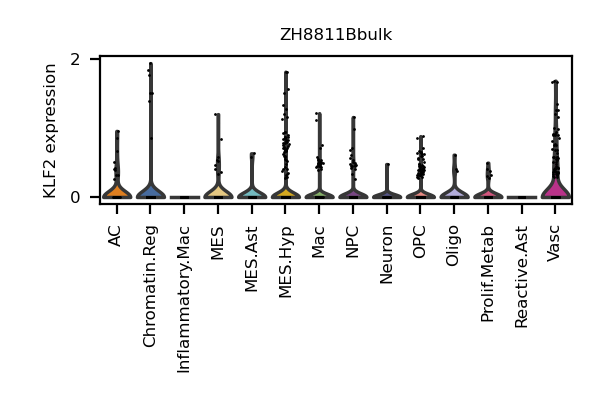 ZH8811Bbulk
KLF2 expression
2
0
AC
Chromatin.Reg
Inflammatory.Mac
MES
MES.Ast
MES.Hyp
Mac
NPC
Neuron
OPC
Oligo
Prolif.Metab
Reactive.Ast
Vasc